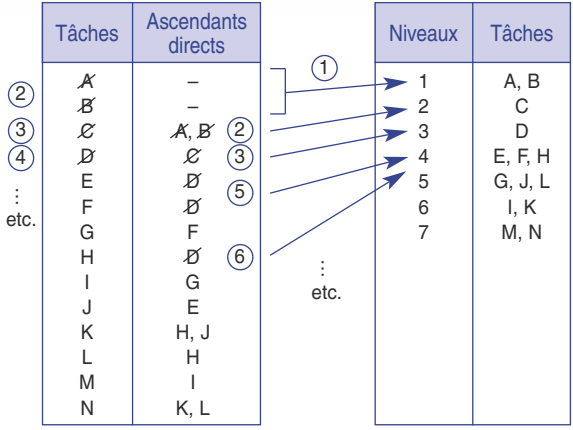 Tâches Ascendants directs Niveaux Tâches
① 
A – 1 A, B
②
B – 2 C
③ C A, B ② 3 D
④ D C ③ 4 E, F, H
E D 5 G, J, L
⑤
⋮
F D 6 I, K
etc.
G F 7 M, N
H D ⑥
I G ⋮
J E etc.
K H, J
L H
M I
N K, L